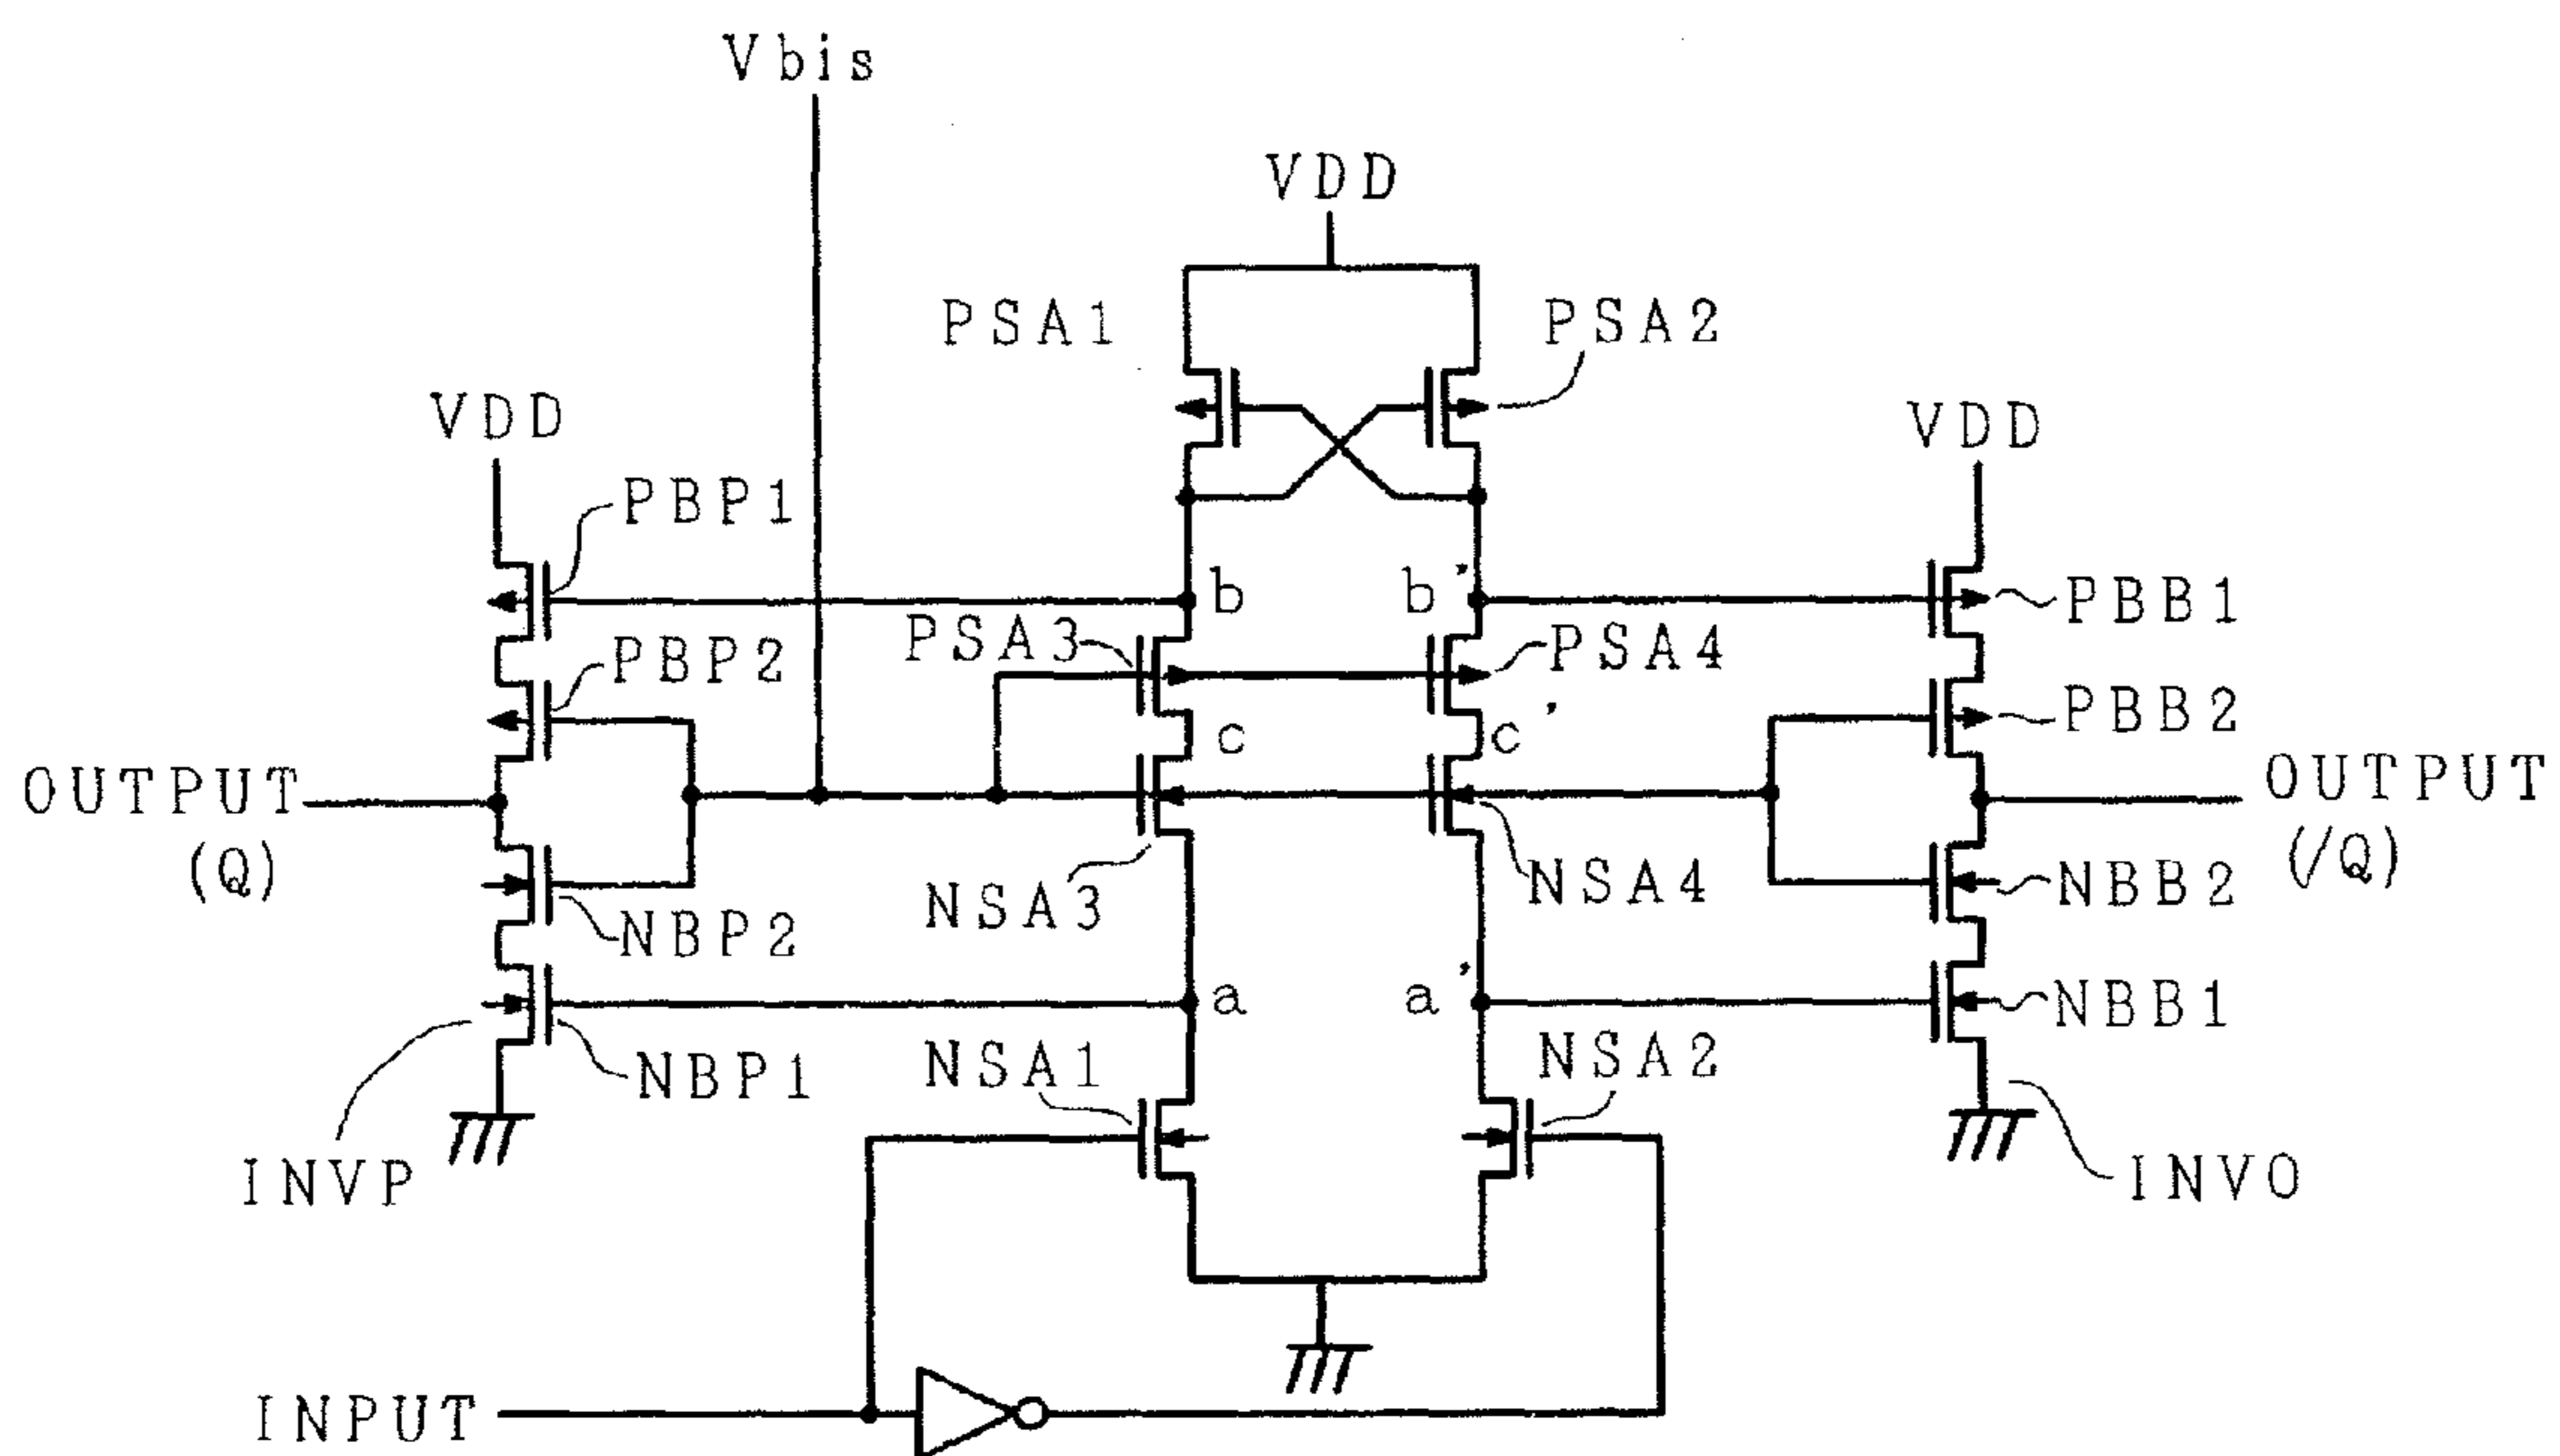 Vbis
VDD
PSA1
PSA2
VDD
VDD
PBP1
b
b'
PBB1
PSA3
PSA4
PBP2
PBB2
c
c'
OUTPUT
(Q)
OUTPUT
(/Q)
NSA3
NSA4
NBB2
NBP2
a
a'
NBB1
NSA1
NSA2
NBP1
INVP
INVO
INPUT